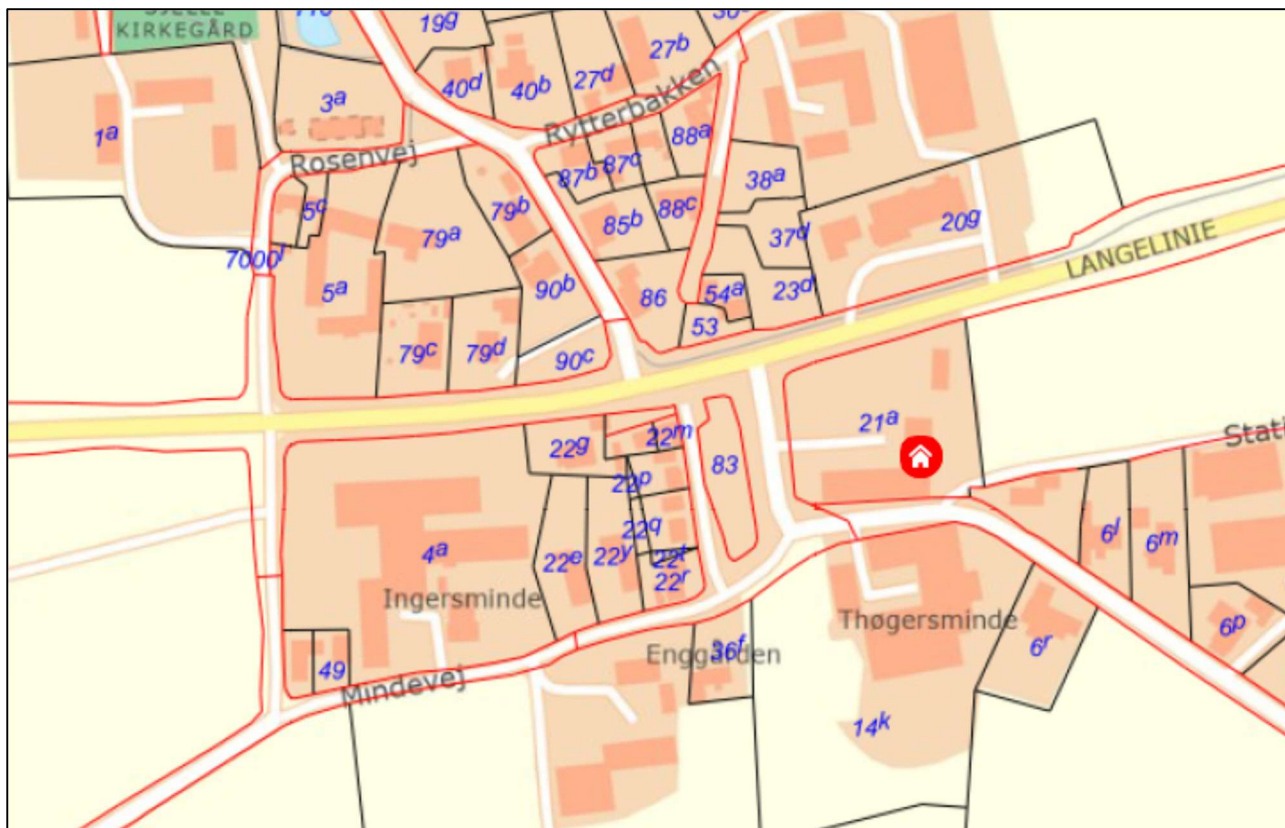 KIRKEGÅRD
19g
27b
40d
40b
27d
3a
Rytterbakken
1a
88a
Rosenvej
87b
87c
38a
5c
79b
88c
85b
79a
37d
20g
7000i
LANGELINIE
5a
90b
86
54a
23d
53
79c
79d
90c
21a
22g
22m
83
22p
22q
4a
22e
22y
22t
22r
6l
6m
Ingersminde
Thøgersminde
Enggården
36f
6r
6p
49
Mindevej
14k